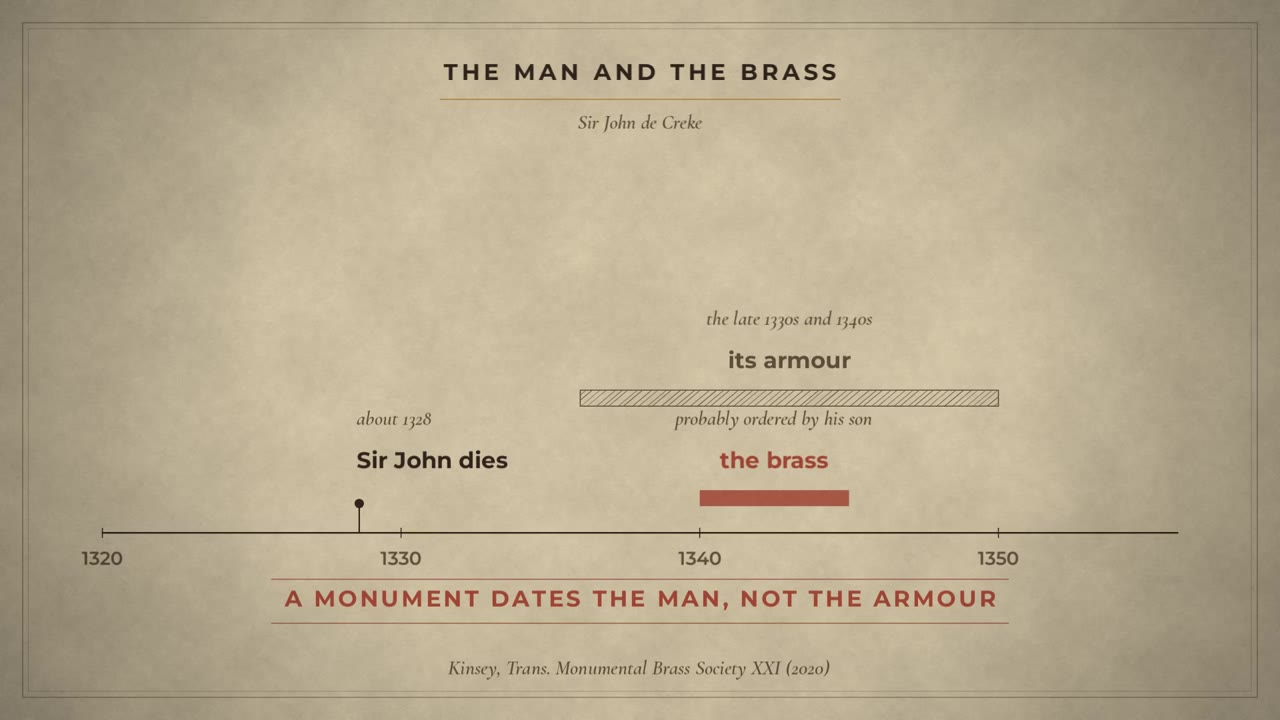 THE MAN AND THE BRASS
Sir John de Creke
the late 1330s and 1340s
its armour
about 1328
probably ordered by his son
Sir John dies
the brass
1320
1330
1340
1350
A MONUMENT DATES THE MAN, NOT THE ARMOUR
Kinsey, Trans. Monumental Brass Society XXI (2020)